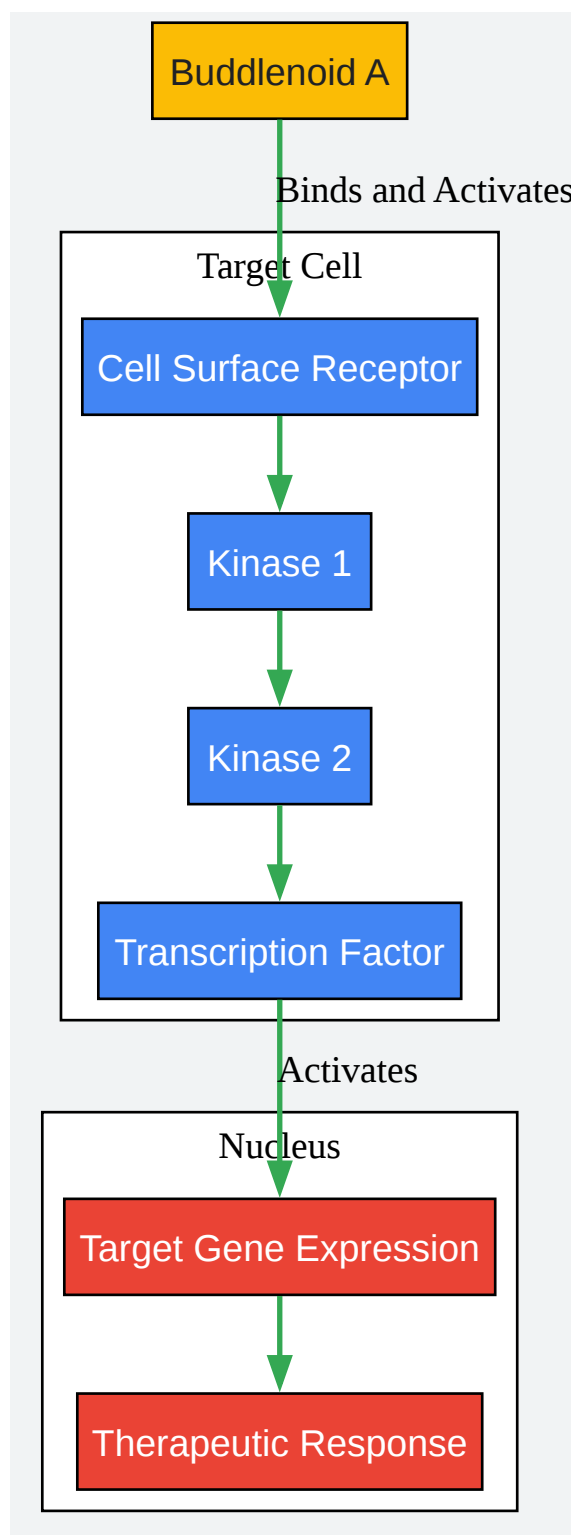 Buddlenoid A
Binds and Activates
Target Cell
Cell Surface Receptor
Kinase 1
Kinase 2
Transcription Factor
Activates
Nucleus
Target Gene Expression
Therapeutic Response